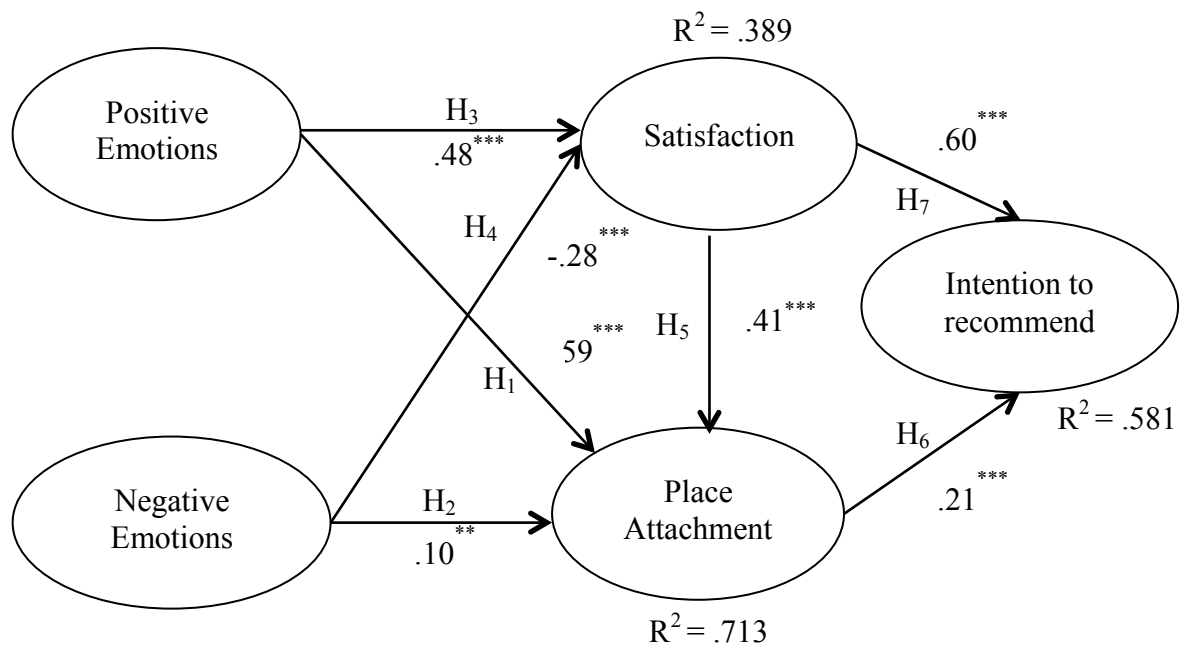 R² = .389
Positive
Emotions
H₃
.48***
Satisfaction
.60***
H₇
H₄
-.28***
Intention to
recommend
59***
H₅
.41***
H₁
R² = .581
H₆
Negative
Emotions
H₂
.10**
Place
Attachment
.21***
R² = .713